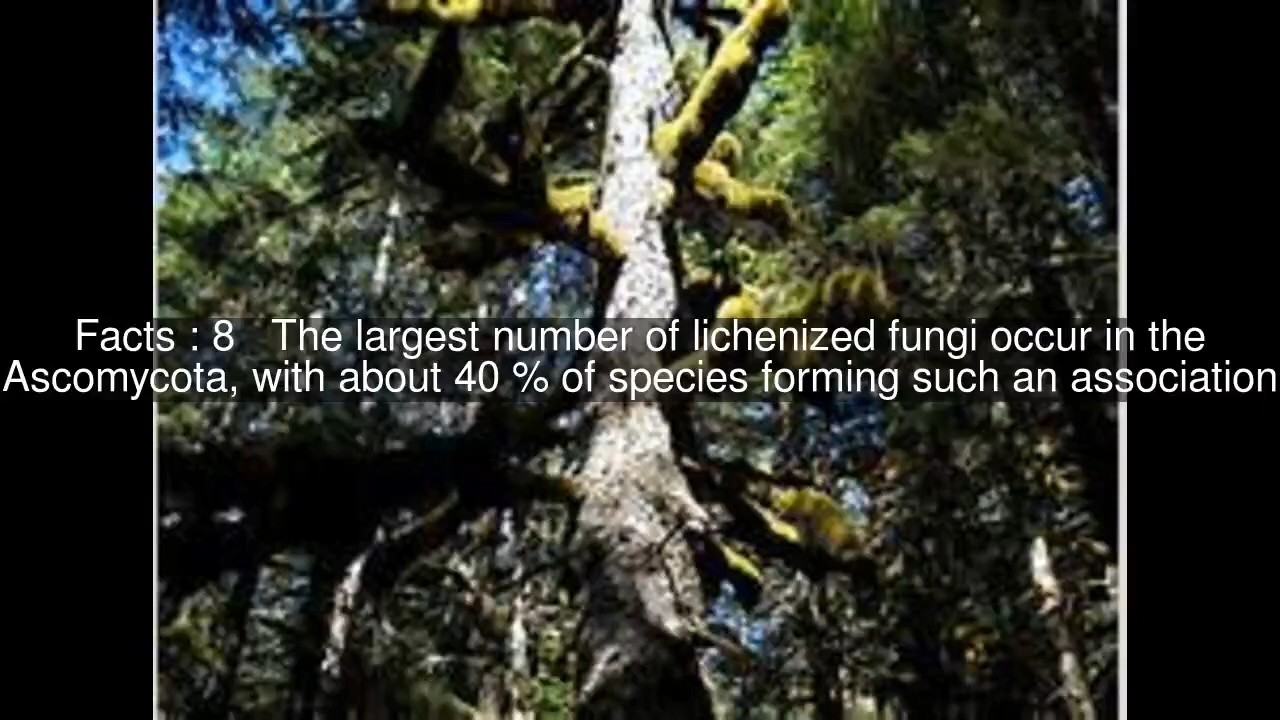 Facts : 8 The largest number of lichenized fungi occur in the
Ascomycota, with about 40 % of species forming such an association